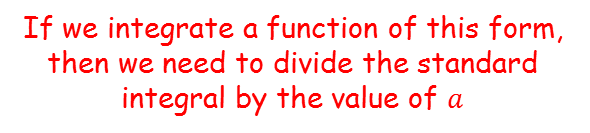 If we integrate a function of this form,
then we need to divide the standard
integral by the value of a